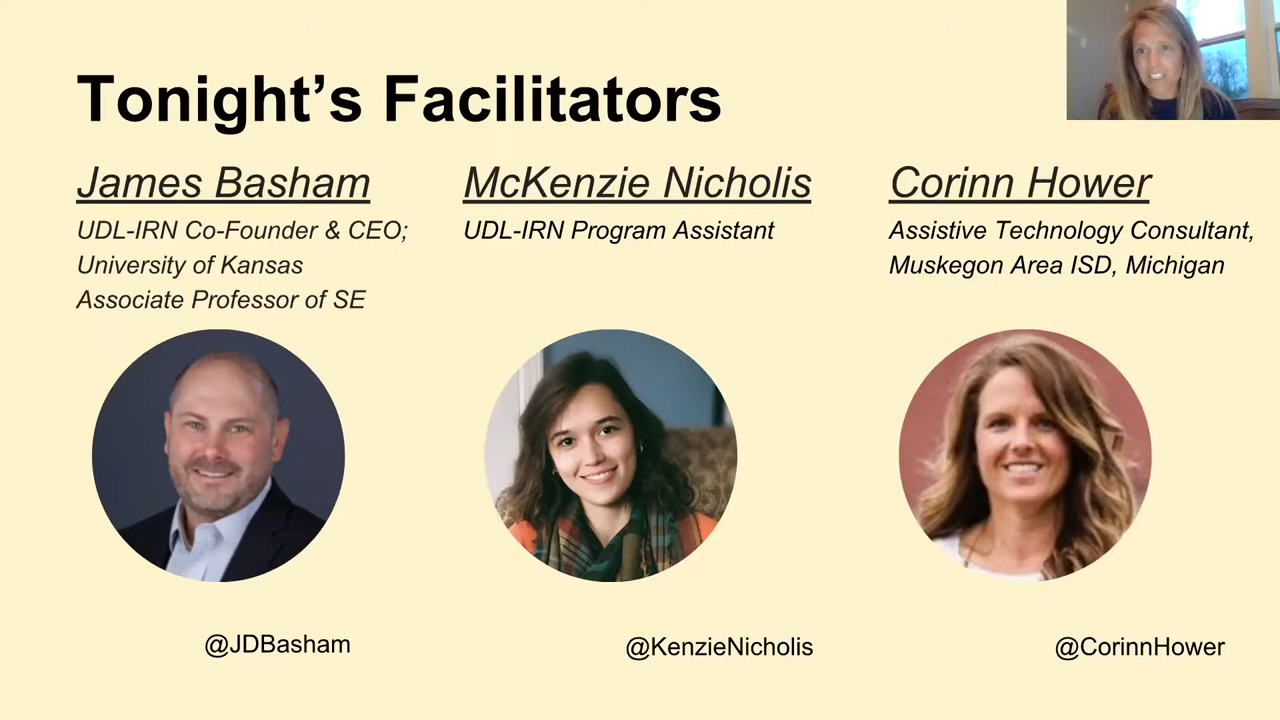 Tonight’s Facilitators
James Basham
UDL-IRN Co-Founder & CEO;
University of Kansas
Associate Professor of SE
McKenzie Nicholis
UDL-IRN Program Assistant
Corinn Hower
Assistive Technology Consultant,
Muskegon Area ISD, Michigan
@JDBasham
@KenzieNicholis
@CorinnHower